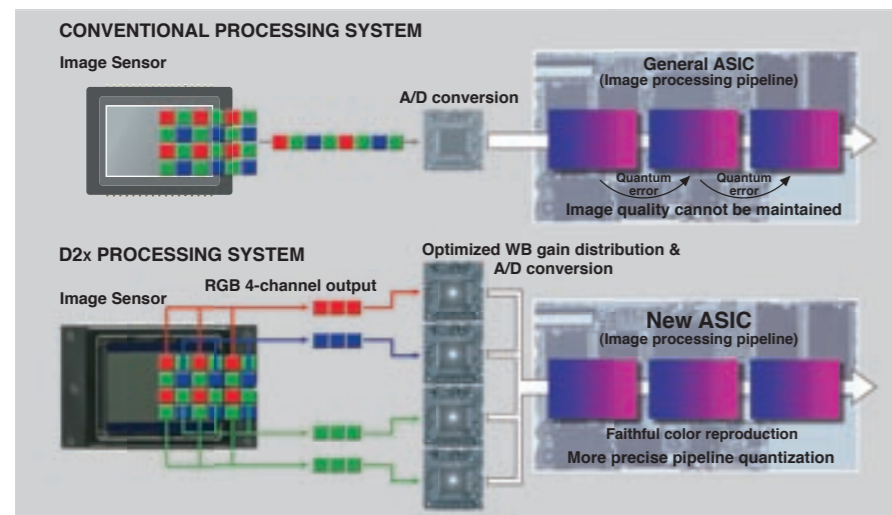 CONVENTIONAL PROCESSING SYSTEM
Image Sensor
A/D conversion
General ASIC
(Image processing pipeline)
Quantum
error
Quantum
error
Image quality cannot be maintained
D2x PROCESSING SYSTEM
Optimized WB gain distribution &
A/D conversion
RGB 4-channel output
Image Sensor
New ASIC
(Image processing pipeline)
Faithful color reproduction
More precise pipeline quantization